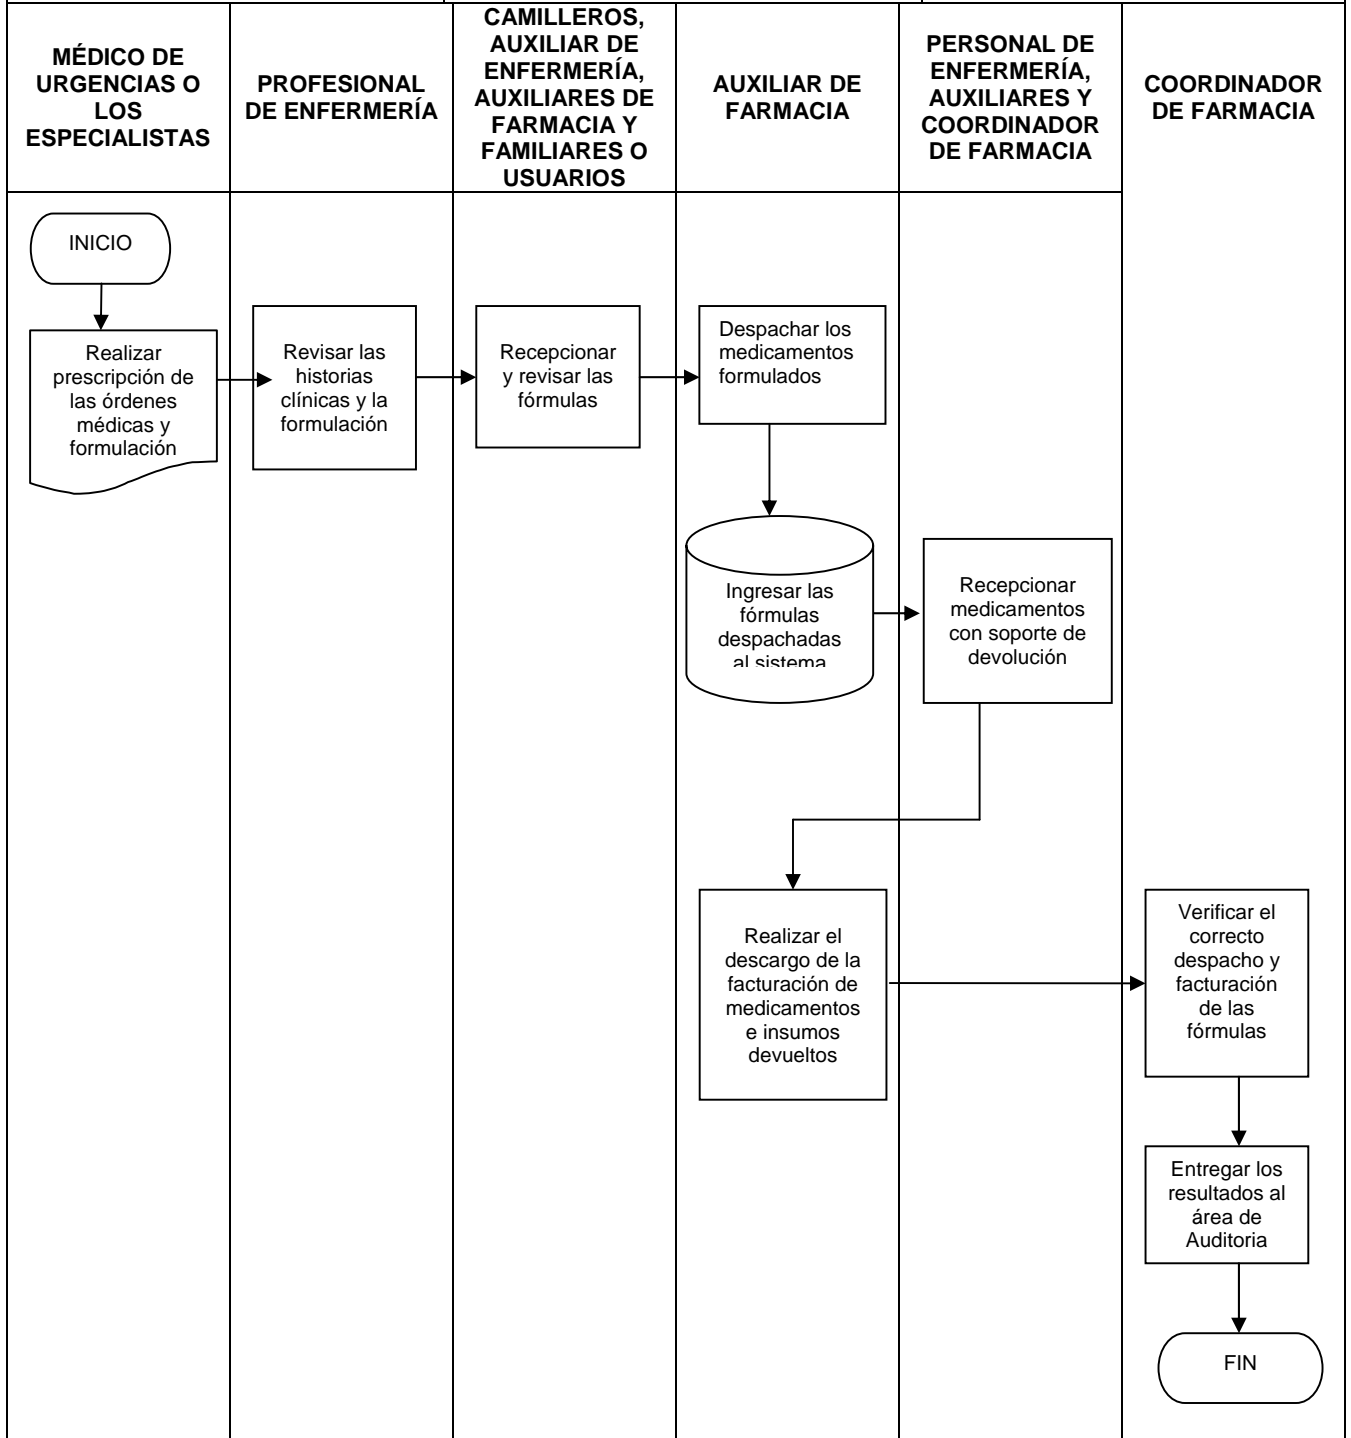 MÉDICO DE
URGENCIAS O
LOS
ESPECIALISTAS
PROFESIONAL
DE ENFERMERÍA
CAMILLEROS,
AUXILIAR DE
ENFERMERÍA,
AUXILIARES DE
FARMACIA Y
FAMILIARES O
USUARIOS
AUXILIAR DE
FARMACIA
PERSONAL DE
ENFERMERÍA,
AUXILIARES Y
COORDINADOR
DE FARMACIA
COORDINADOR
DE FARMACIA
INICIO
Realizar
prescripción de
las órdenes
médicas y
formulación
Revisar las
historias
clínicas y la
formulación
Recepcionar
y revisar las
fórmulas
Despachar los
medicamentos
formulados
Ingresar las
fórmulas
despachadas
al sistema
Recepcionar
medicamentos
con soporte de
devolución
Realizar el
descargo de la
facturación de
medicamentos
e insumos
devueltos
Verificar el
correcto
despacho y
facturación
de las
fórmulas
Entregar los
resultados al
área de
Auditoria
FIN